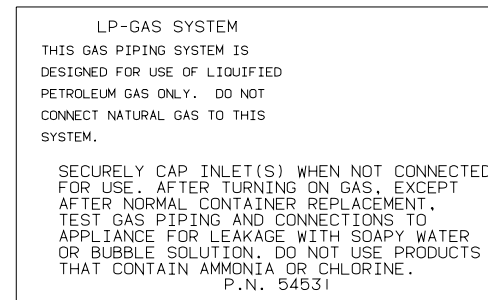 LP-GAS SYSTEM
THIS GAS PIPING SYSTEM IS
DESIGNED FOR USE OF LIQUIFIED
PETROLEUM GAS ONLY. DO NOT
CONNECT NATURAL GAS TO THIS
SYSTEM.
SECURELY CAP INLET(S) WHEN NOT CONNECTED
FOR USE. AFTER TURNING ON GAS, EXCEPT
AFTER NORMAL CONTAINER REPLACEMENT,
TEST GAS PIPING AND CONNECTIONS TO
APPLIANCE FOR LEAKAGE WITH SOAPY WATER
OR BUBBLE SOLUTION. DO NOT USE PRODUCTS
THAT CONTAIN AMMONIA OR CHLORINE.
P.N. 54531